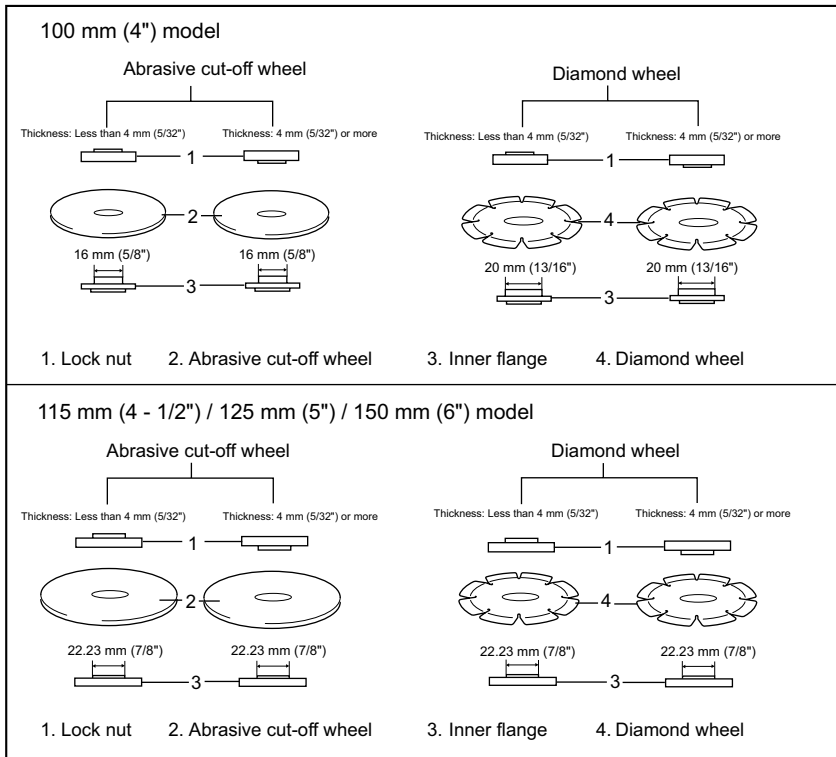 100 mm (4") model
Abrasive cut-off wheel
Diamond wheel
Thickness: Less than 4 mm (5/32")
Thickness: 4 mm (5/32") or more
Thickness: Less than 4 mm (5/32")
Thickness: 4 mm (5/32") or more
1
1
2
4
16 mm (5/8")
16 mm (5/8")
20 mm (13/16")
20 mm (13/16")
3
3
1. Lock nut
2. Abrasive cut-off wheel
3. Inner flange
4. Diamond wheel
115 mm (4 - 1/2") / 125 mm (5") / 150 mm (6") model
Abrasive cut-off wheel
Diamond wheel
Thickness: Less than 4 mm (5/32")
Thickness: 4 mm (5/32") or more
Thickness: Less than 4 mm (5/32")
Thickness: 4 mm (5/32") or more
1
1
2
4
22.23 mm (7/8")
22.23 mm (7/8")
22.23 mm (7/8")
22.23 mm (7/8")
3
3
1. Lock nut
2. Abrasive cut-off wheel
3. Inner flange
4. Diamond wheel